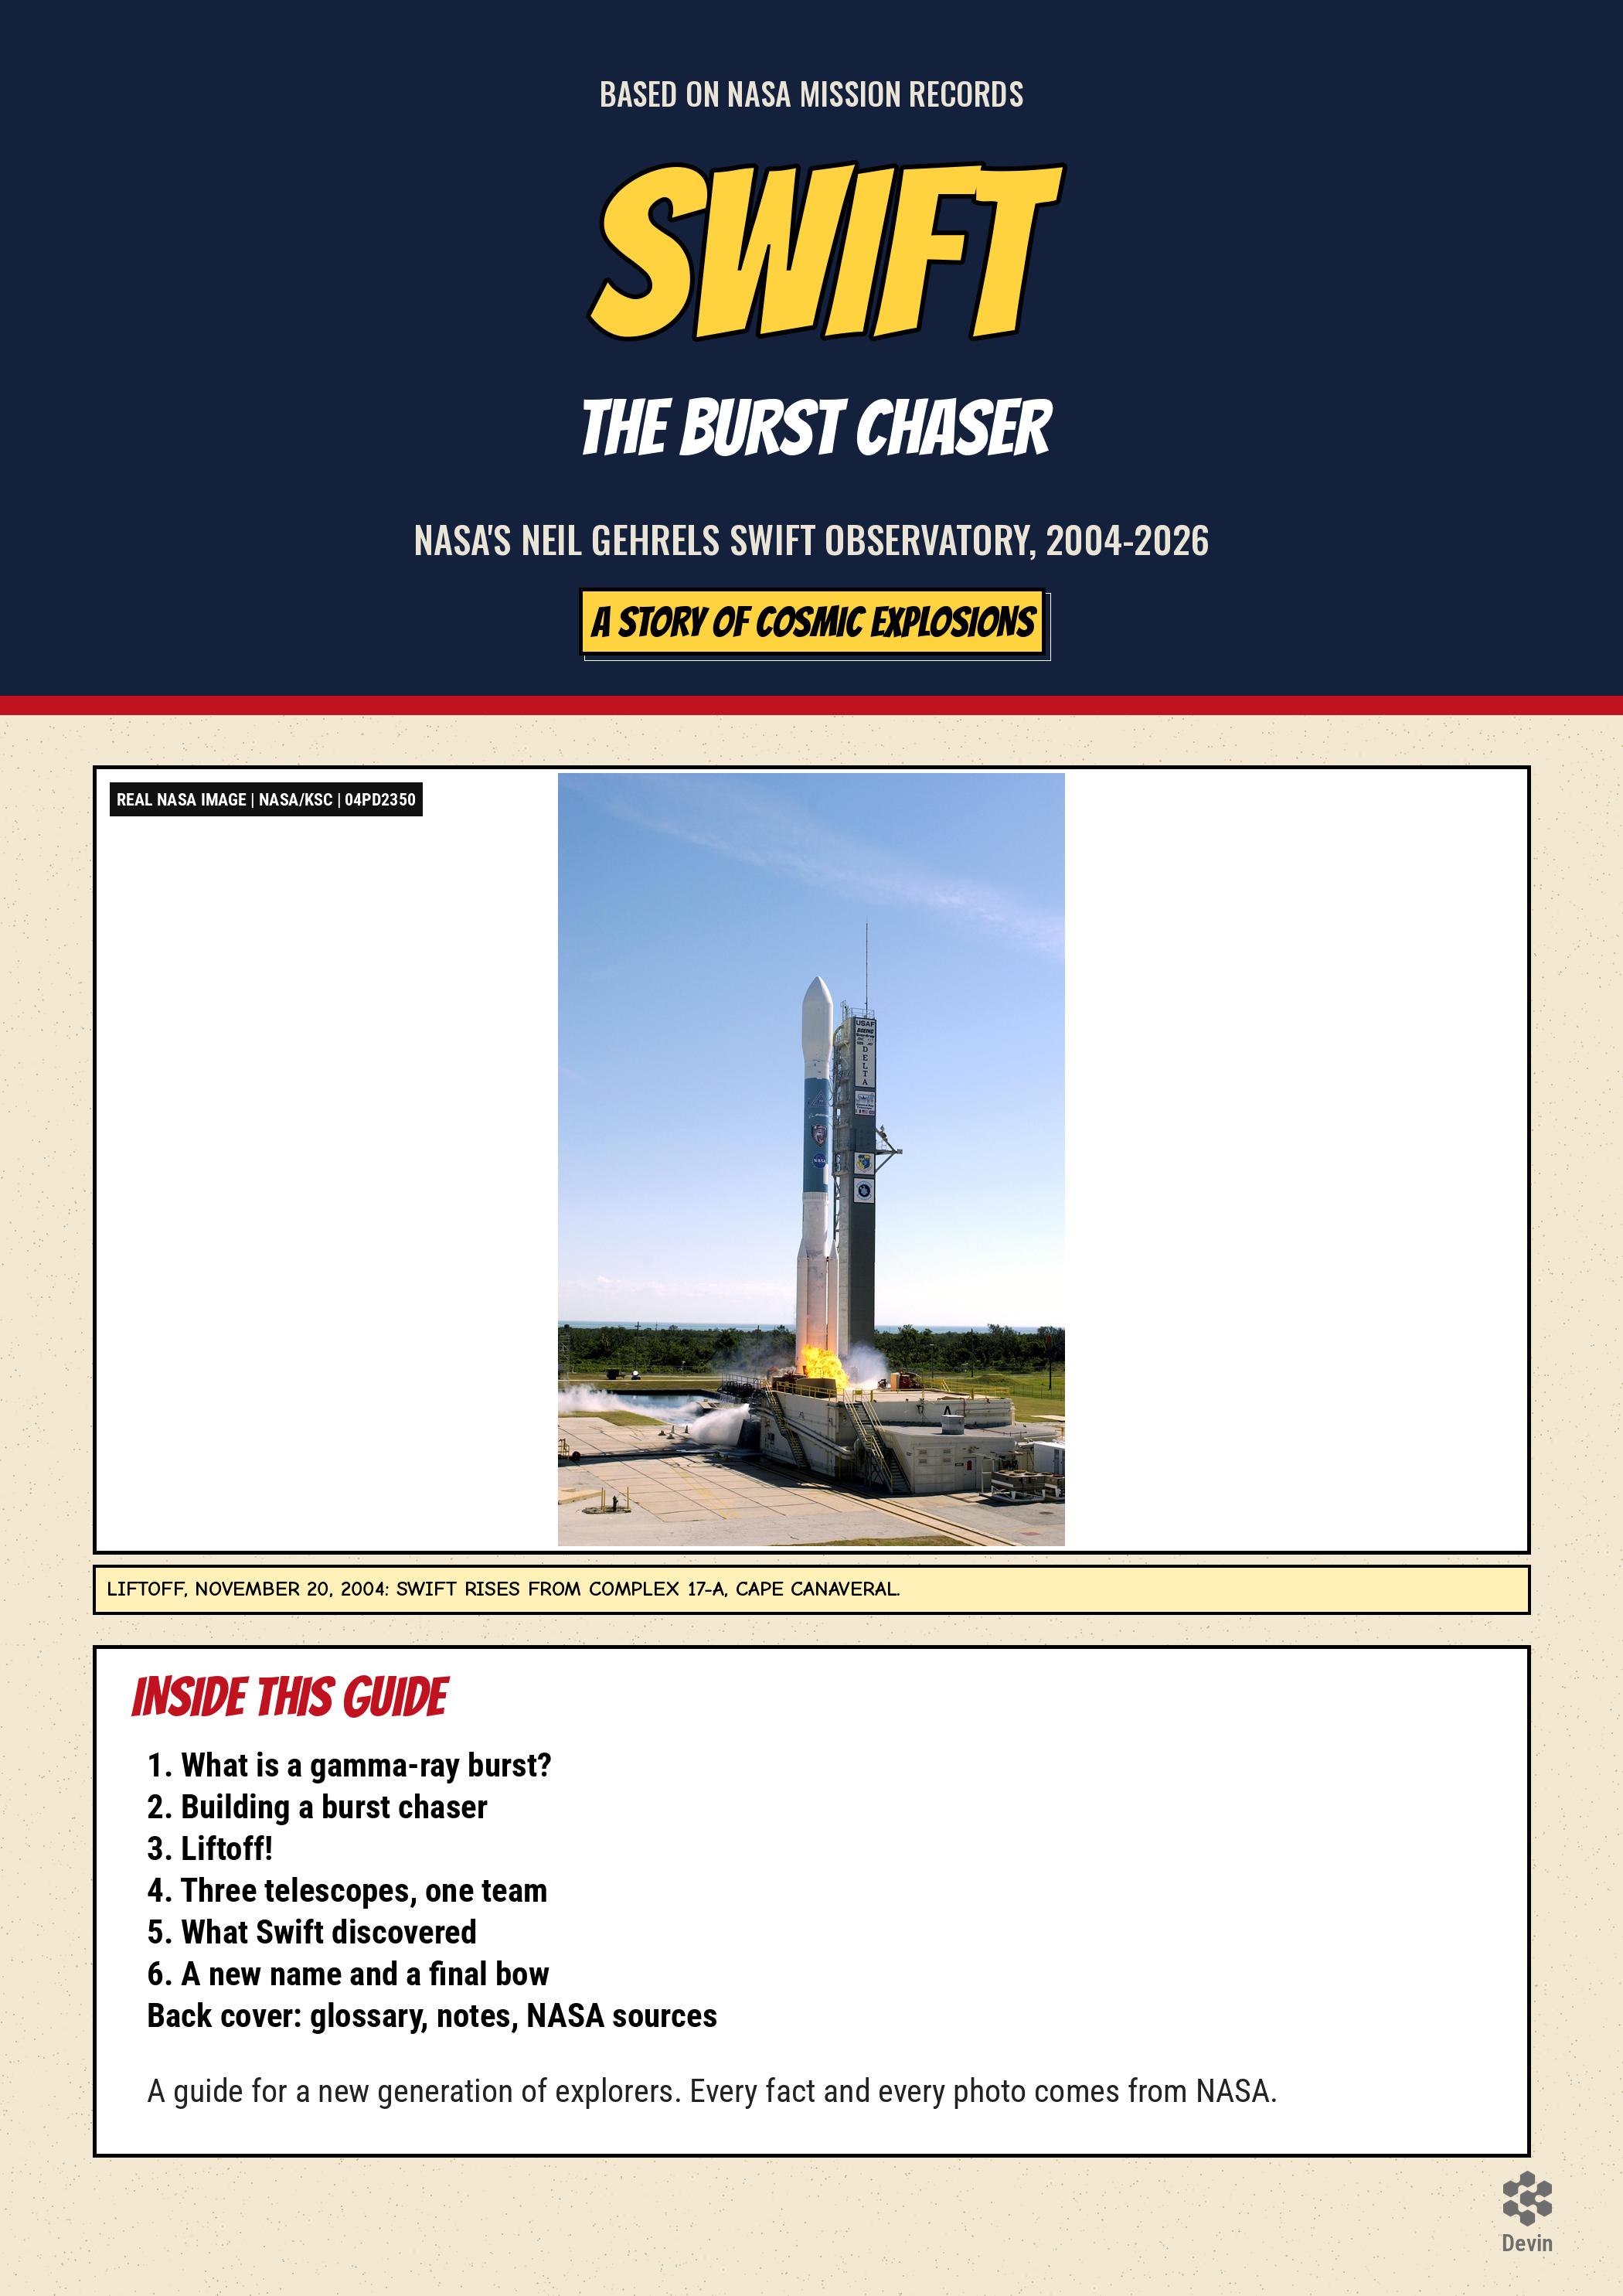 BASED ON NASA MISSION RECORDS
SWIFT
THE BURST CHASER
NASA'S NEIL GEHRELS SWIFT OBSERVATORY, 2004-2026
A STORY OF COSMIC EXPLOSIONS
REAL NASA IMAGE | NASA/KSC | 04PD2350
USAF
BOEING
DELTA
NASA
A
LIFTOFF, NOVEMBER 20, 2004: SWIFT RISES FROM COMPLEX 17-A, CAPE CANAVERAL.
INSIDE THIS GUIDE
1. What is a gamma-ray burst?
2. Building a burst chaser
3. Liftoff!
4. Three telescopes, one team
5. What Swift discovered
6. A new name and a final bow
Back cover: glossary, notes, NASA sources
A guide for a new generation of explorers. Every fact and every photo comes from NASA.
Devin